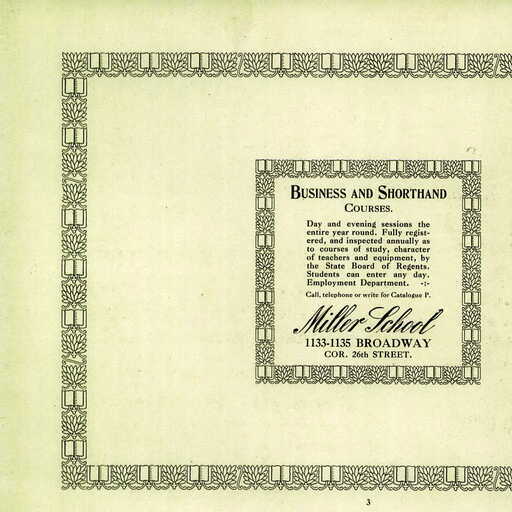 BUSINESS AND SHORTHAND
COURSES.
Day and evening sessions the
entire year round. Fully regist-
ered, and inspected annually as
to courses of study, character
of teachers and equipment, by
the State Board of Regents.
Students can enter any day.
Employment Department. -:-
Call, telephone or write for Catalogue P.
Miller School
1133-1135 BROADWAY
COR. 26th STREET.
3